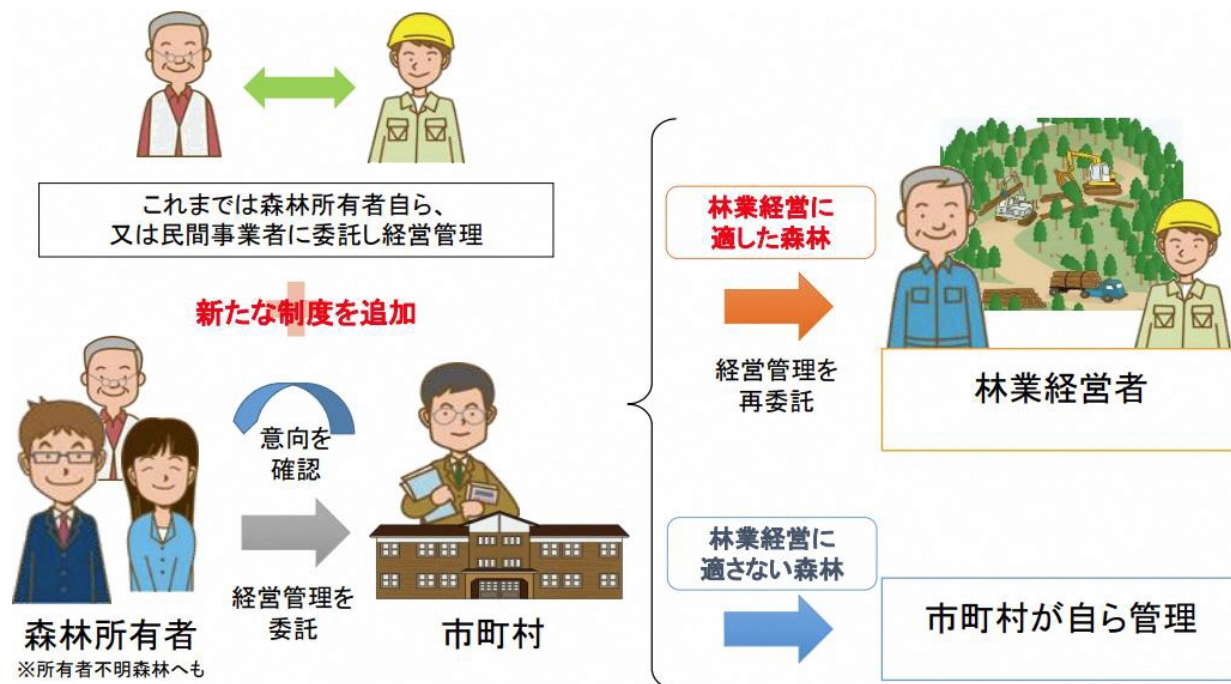 これまでは森林所有者自ら、
又は民間事業者に委託し経営管理
新たな制度を追加
意向を
確認
経営管理を
委託
森林所有者
※所有者不明森林へも
市町村
林業経営に
適した森林
経営管理を
再委託
林業経営者
林業経営に
適さない森林
市町村が自ら管理